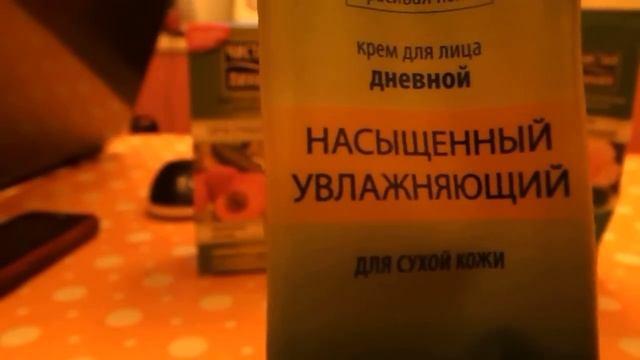 крем для лица
дневной
НАСЫЩЕННЫЙ
УВЛАЖНЯЮЩИЙ
ДЛЯ СУХОЙ КОЖИ